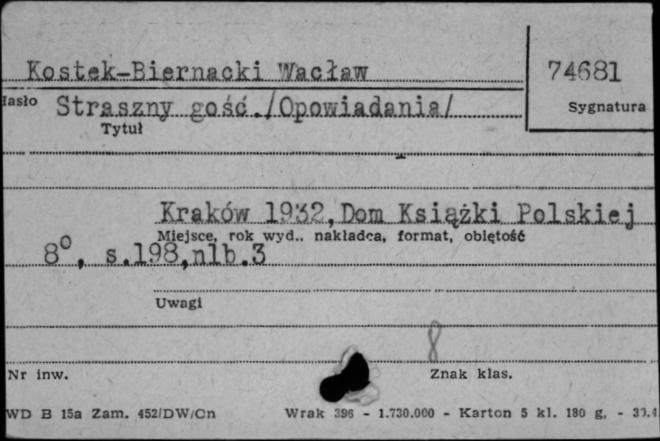 Kostek-Biernacki Wacław
74681
Hasło Straszny gość./Opowiadania/
Sygnatura
Tytuł
Kraków 1932,Dom Książki Polskiej
Miejsce, rok wyd., nakładca, format, objętość
8°, s.198,nlb.3
Uwagi
8
Nr inw.
Znak klas.
WD B 15a Zam. 452/DW/Cn Wrak 396 - 1.730.000 - Karton 5 kl. 180 g, -